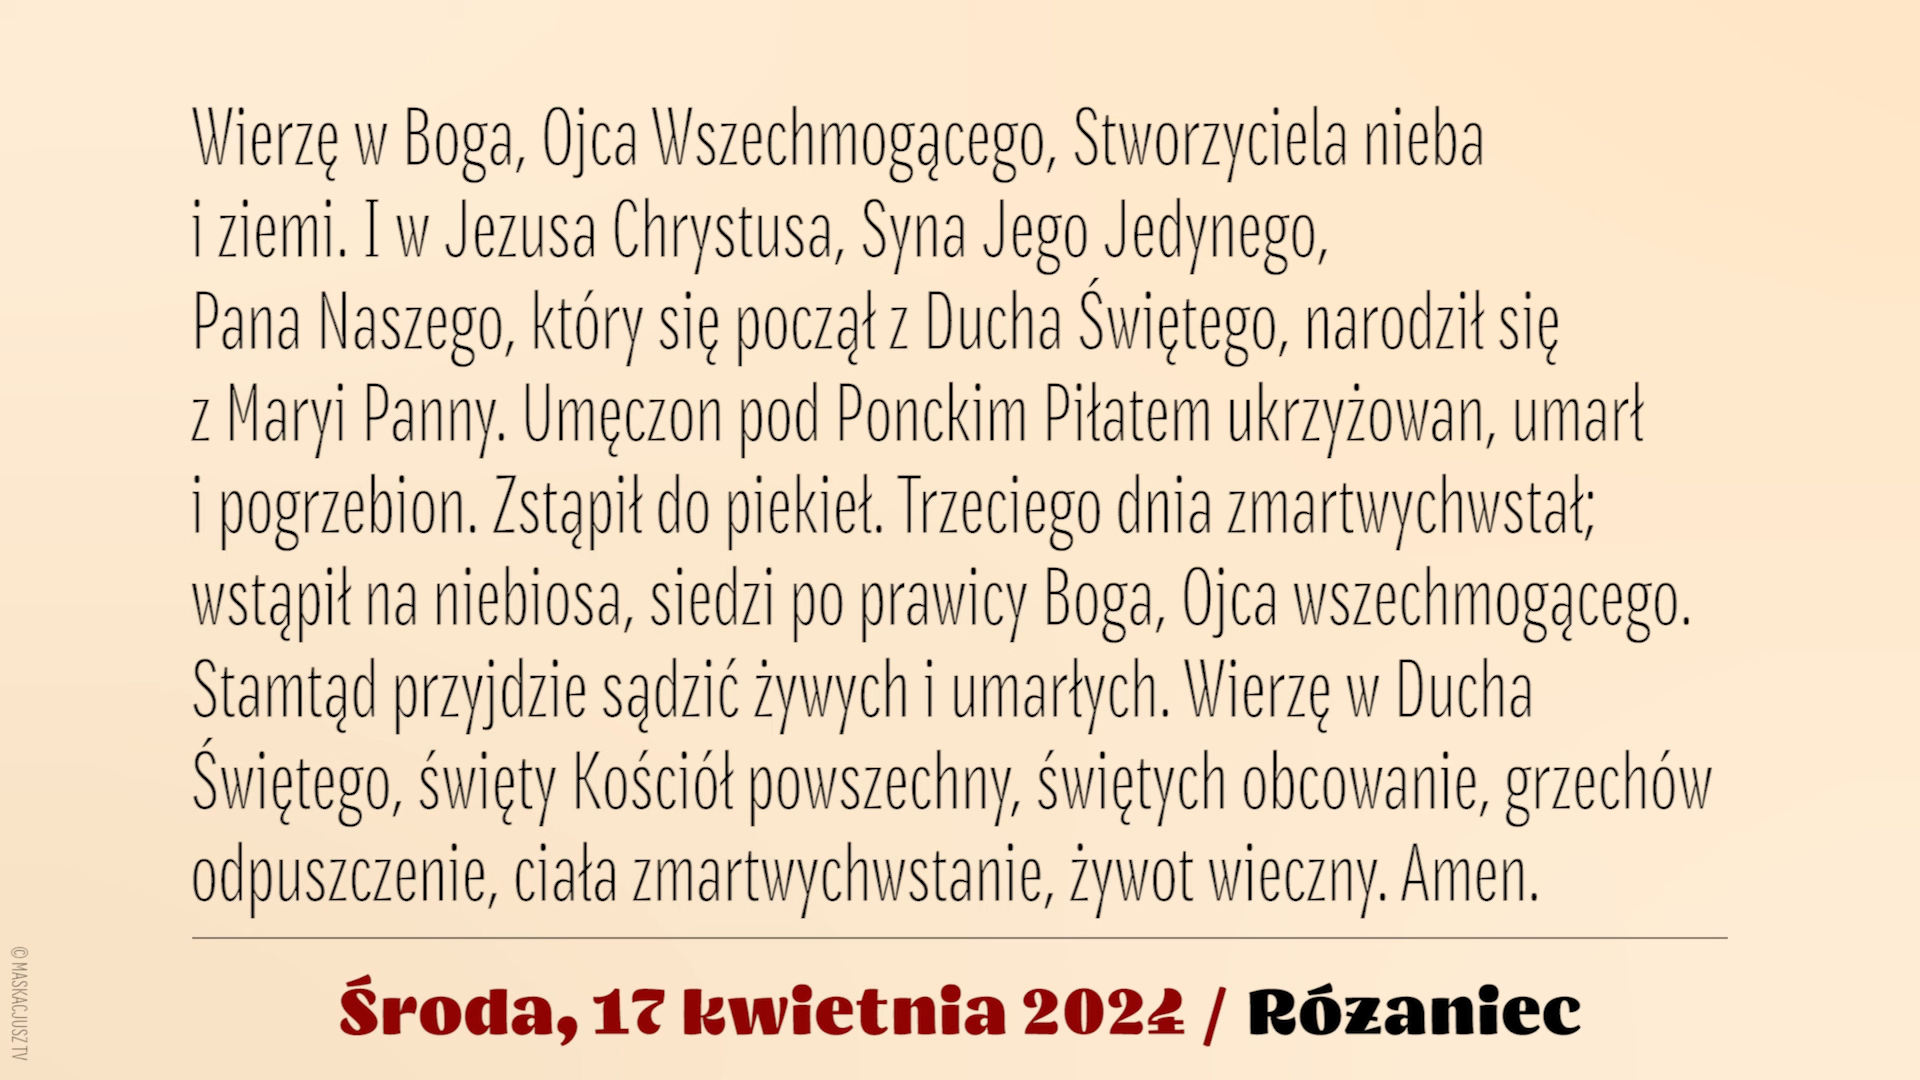 Wierzę w Boga, Ojca Wszechmogącego, Stworzyciela nieba
i ziemi. I w Jezusa Chrystusa, Syna Jego Jedynego,
Pana Naszego, który się począł z Ducha Świętego, narodził się
z Maryi Panny. Umęczon pod Ponckim Piłatem ukrzyżowan, umarł
i pogrzebion. Zstąpił do piekieł. Trzeciego dnia zmartwychwstał;
wstąpił na niebiosa, siedzi po prawicy Boga, Ojca wszechmogącego.
Stamtąd przyjdzie sądzić żywych i umarłych. Wierzę w Ducha
Świętego, święty Kościół powszechny, świętych obcowanie, grzechów
odpuszczenie, ciała zmartwychwstanie, żywot wieczny. Amen.
Środa, 17 kwietnia 2024 / Różaniec
© MASKACJUSZ TV